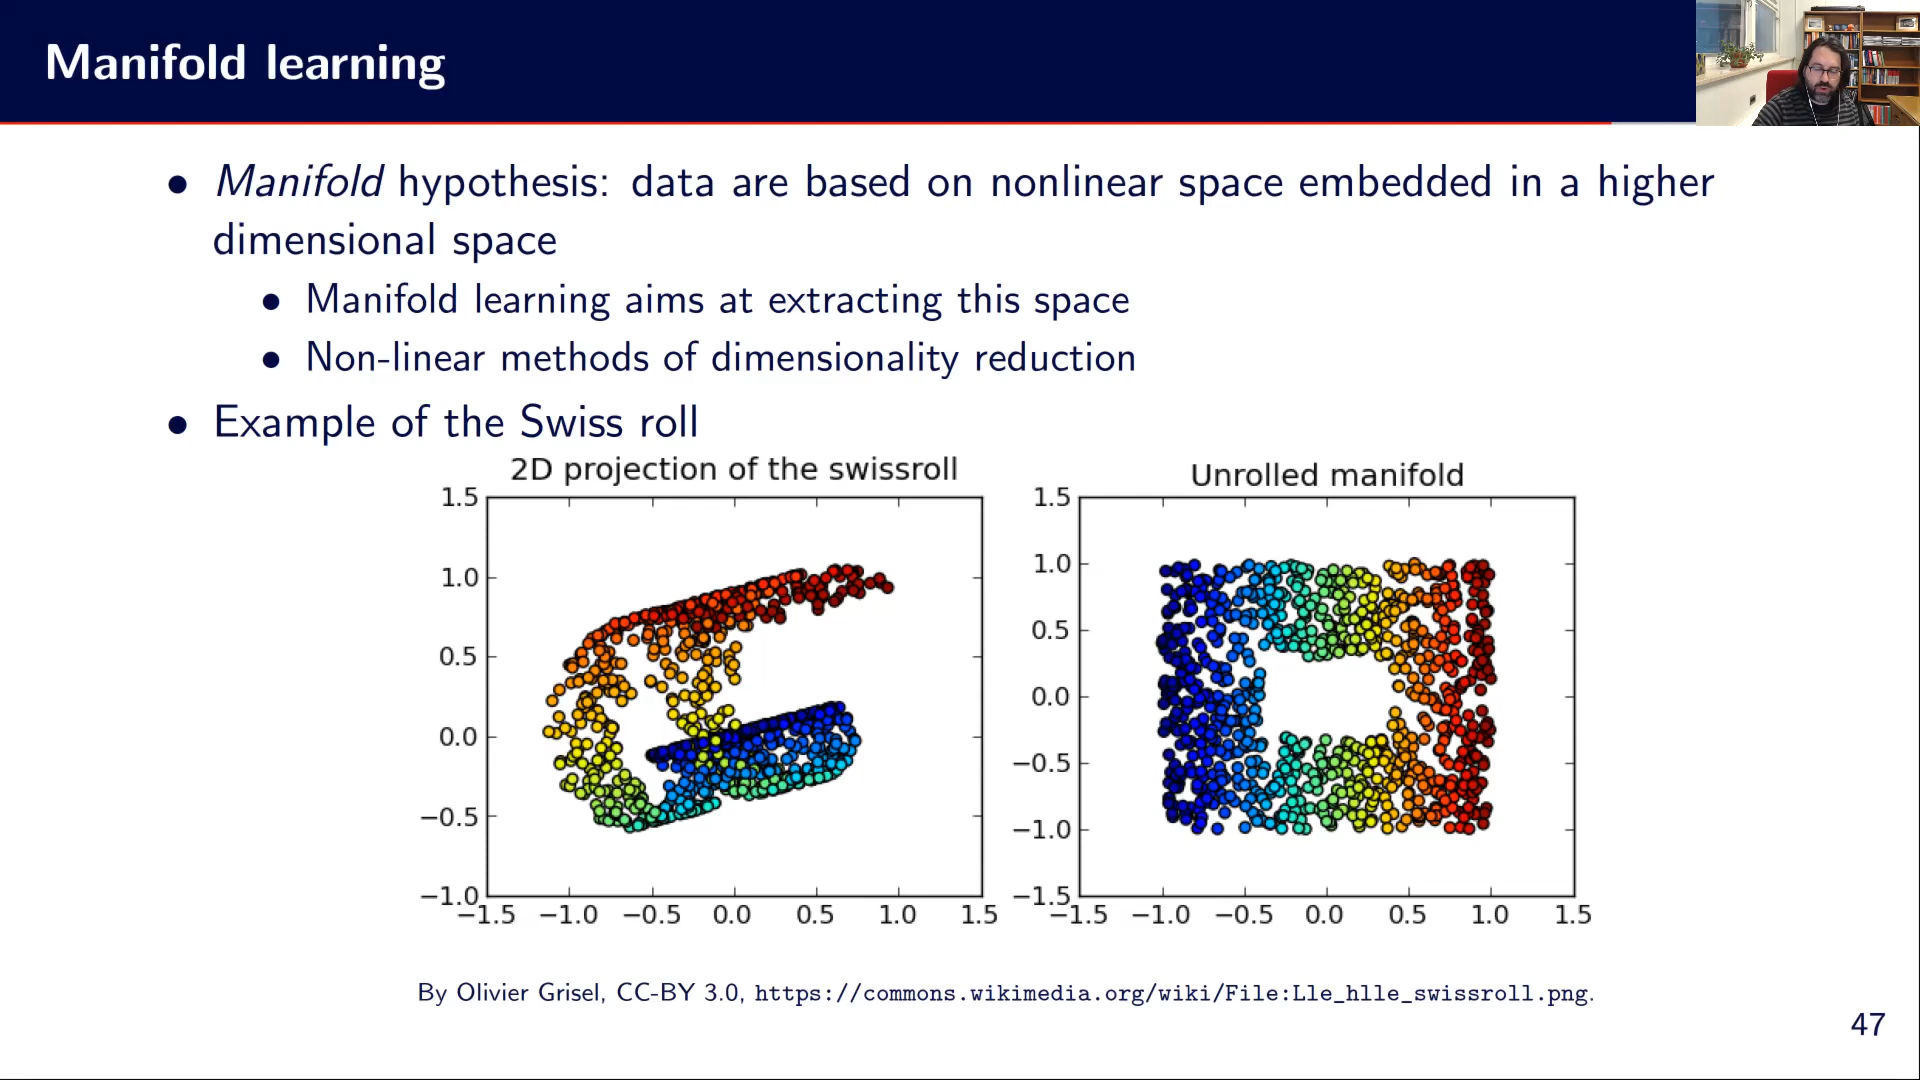 Manifold learning
• Manifold hypothesis: data are based on nonlinear space embedded in a higher
dimensional space
• Manifold learning aims at extracting this space
• Non-linear methods of dimensionality reduction
• Example of the Swiss roll
2D projection of the swissroll
1.5
1.0
0.5
0.0
−0.5
−1.0
−1.5 −1.0 −0.5 0.0 0.5 1.0 1.5
Unrolled manifold
1.5
1.0
0.5
0.0
−0.5
−1.0
−1.5
−1.5 −1.0 −0.5 0.0 0.5 1.0 1.5
By Olivier Grisel, CC-BY 3.0, https://commons.wikimedia.org/wiki/File:Lle_hlle_swissroll.png.
47